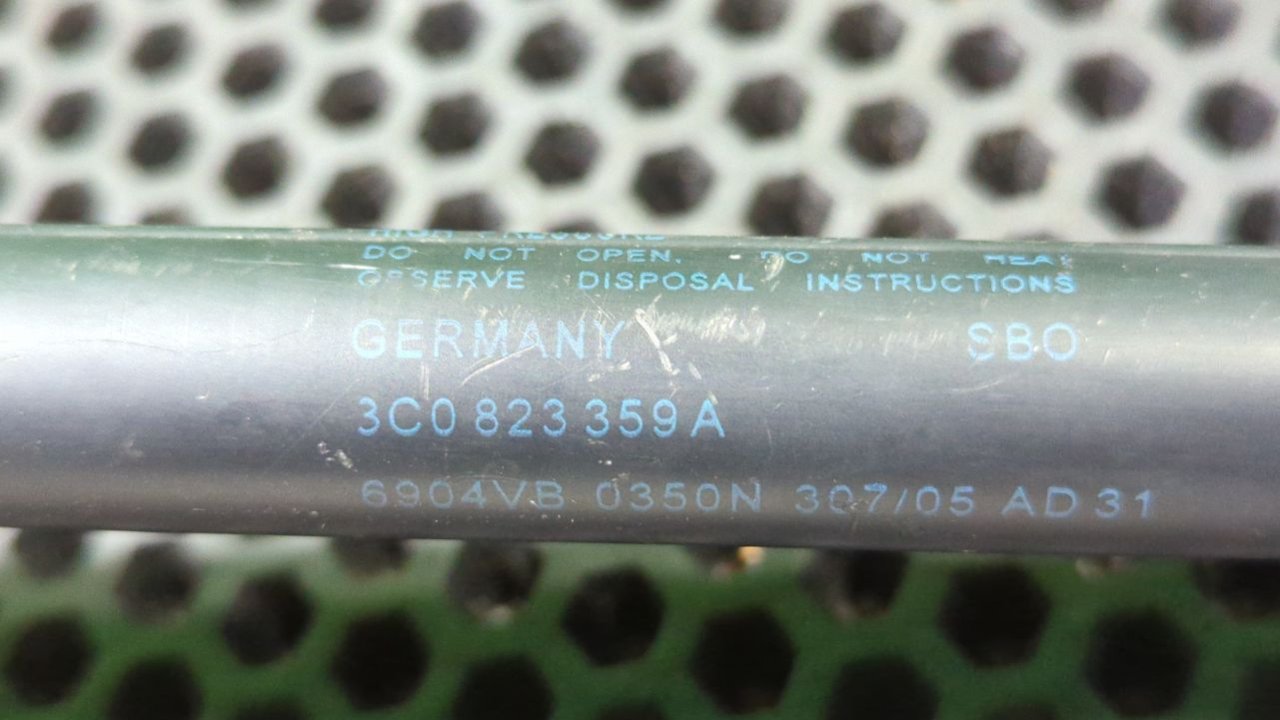 DO NOT OPEN. DO NOT HEAT
OBSERVE DISPOSAL INSTRUCTIONS
GERMANY SBO
3C0 823 359 A
6904VB 0350N 307/05 AD 31